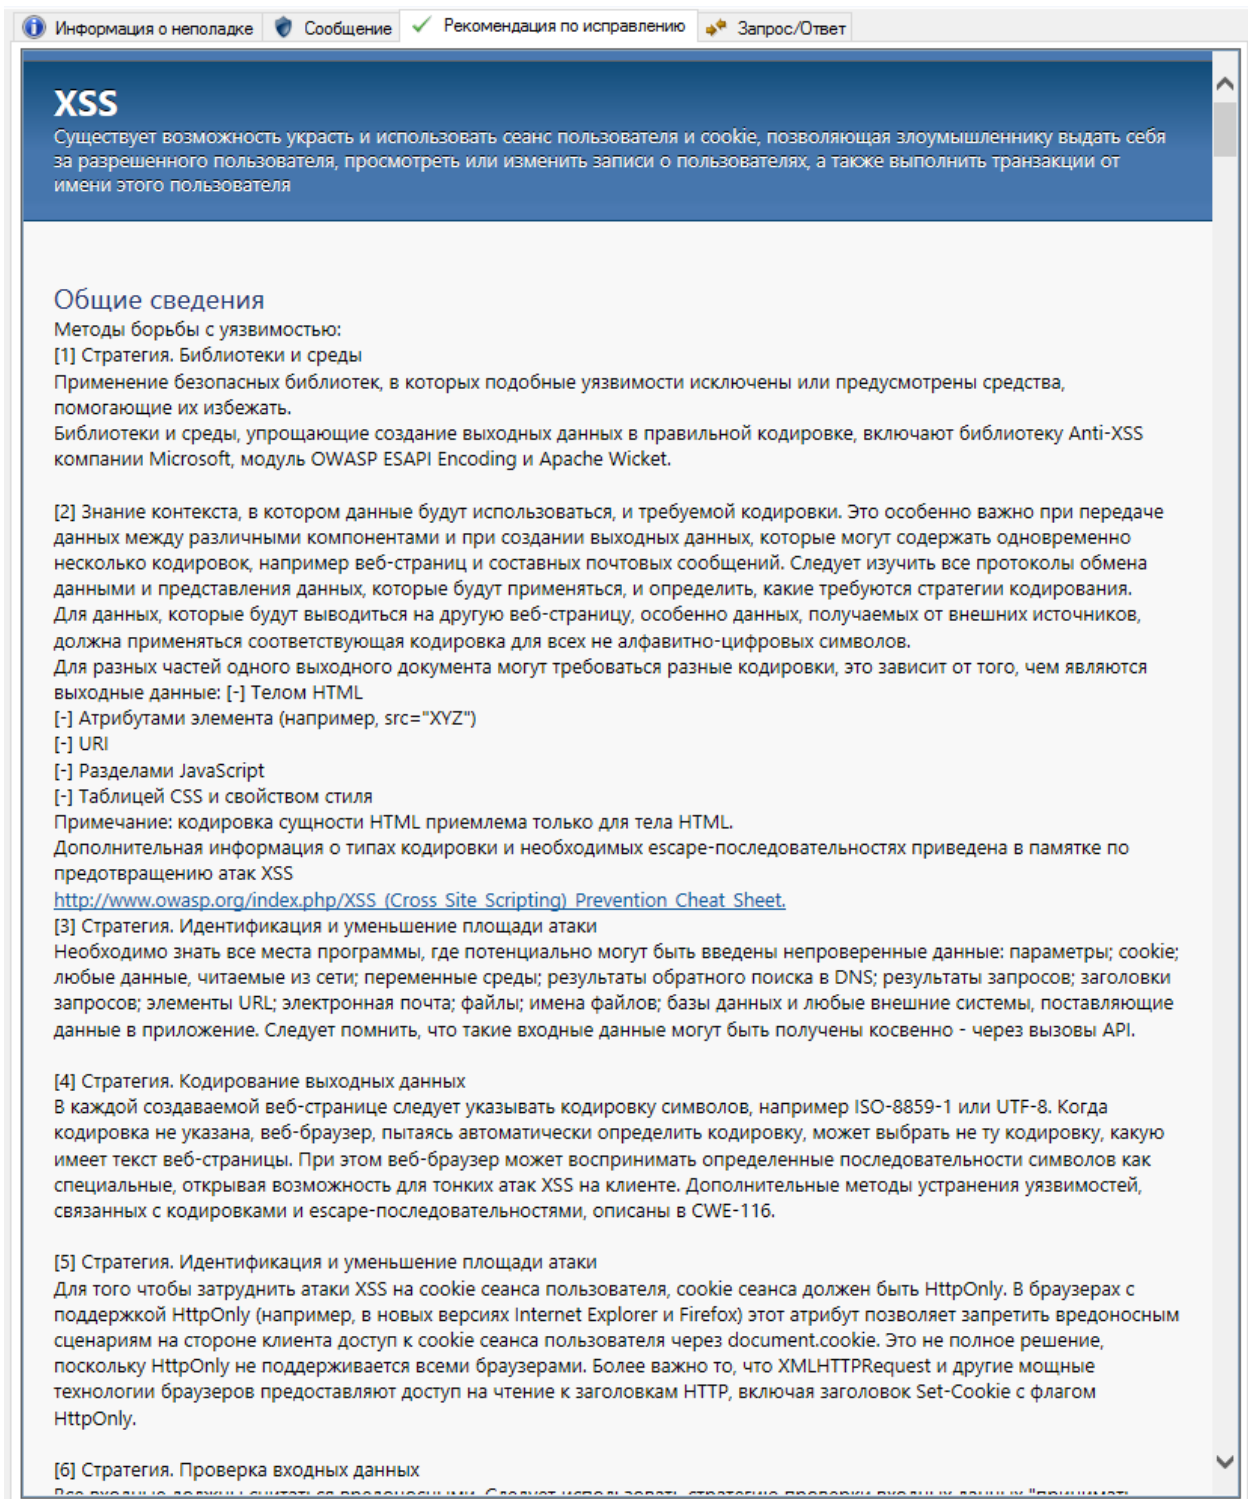 Информация о неполадке Сообщение Рекомендация по исправлению Запрос/Ответ
XSS
Существует возможность украсть и использовать сеанс пользователя и cookie, позволяющая злоумышленнику выдать себя
за разрешенного пользователя, просмотреть или изменить записи о пользователях, а также выполнить транзакции от
имени этого пользователя
Общие сведения
Методы борьбы с уязвимостью:
[1] Стратегия. Библиотеки и среды
Применение безопасных библиотек, в которых подобные уязвимости исключены или предусмотрены средства,
помогающие их избежать.
Библиотеки и среды, упрощающие создание выходных данных в правильной кодировке, включают библиотеку Anti-XSS
компании Microsoft, модуль OWASP ESAPI Encoding и Apache Wicket.
[2] Знание контекста, в котором данные будут использоваться, и требуемой кодировки. Это особенно важно при передаче
данных между различными компонентами и при создании выходных данных, которые могут содержать одновременно
несколько кодировок, например веб-страниц и составных почтовых сообщений. Следует изучить все протоколы обмена
данными и представления данных, которые будут применяться, и определить, какие требуются стратегии кодирования.
Для данных, которые будут выводиться на другую веб-страницу, особенно данных, получаемых от внешних источников,
должна применяться соответствующая кодировка для всех не алфавитно-цифровых символов.
Для разных частей одного выходного документа могут требоваться разные кодировки, это зависит от того, чем являются
выходные данные: [-] Телом HTML
[-] Атрибутами элемента (например, src="XYZ")
[-] URI
[-] Разделами JavaScript
[-] Таблицей CSS и свойством стиля
Примечание: кодировка сущности HTML приемлема только для тела HTML.
Дополнительная информация о типах кодировки и необходимых escape-последовательностях приведена в памятке по
предотвращению атак XSS
http://www.owasp.org/index.php/XSS_(Cross_Site_Scripting)_Prevention_Cheat_Sheet.
[3] Стратегия. Идентификация и уменьшение площади атаки
Необходимо знать все места программы, где потенциально могут быть введены непроверенные данные: параметры; cookie;
любые данные, читаемые из сети; переменные среды; результаты обратного поиска в DNS; результаты запросов; заголовки
запросов; элементы URL; электронная почта; файлы; имена файлов; базы данных и любые внешние системы, поставляющие
данные в приложение. Следует помнить, что такие входные данные могут быть получены косвенно - через вызовы API.
[4] Стратегия. Кодирование выходных данных
В каждой создаваемой веб-странице следует указывать кодировку символов, например ISO-8859-1 или UTF-8. Когда
кодировка не указана, веб-браузер, пытаясь автоматически определить кодировку, может выбрать не ту кодировку, какую
имеет текст веб-страницы. При этом веб-браузер может воспринимать определенные последовательности символов как
специальные, открывая возможность для тонких атак XSS на клиенте. Дополнительные методы устранения уязвимостей,
связанных с кодировками и escape-последовательностями, описаны в CWE-116.
[5] Стратегия. Идентификация и уменьшение площади атаки
Для того чтобы затруднить атаки XSS на cookie сеанса пользователя, cookie сеанса должен быть HttpOnly. В браузерах с
поддержкой HttpOnly (например, в новых версиях Internet Explorer и Firefox) этот атрибут позволяет запретить вредоносным
сценариям на стороне клиента доступ к cookie сеанса пользователя через document.cookie. Это не полное решение,
поскольку HttpOnly не поддерживается всеми браузерами. Более важно то, что XMLHTTPRequest и другие мощные
технологии браузеров предоставляют доступ на чтение к заголовкам HTTP, включая заголовок Set-Cookie с флагом
HttpOnly.
[6] Стратегия. Проверка входных данных
Все входные должны считаться вредоносными. Следует использовать стратегию проверки входных данных "принимать